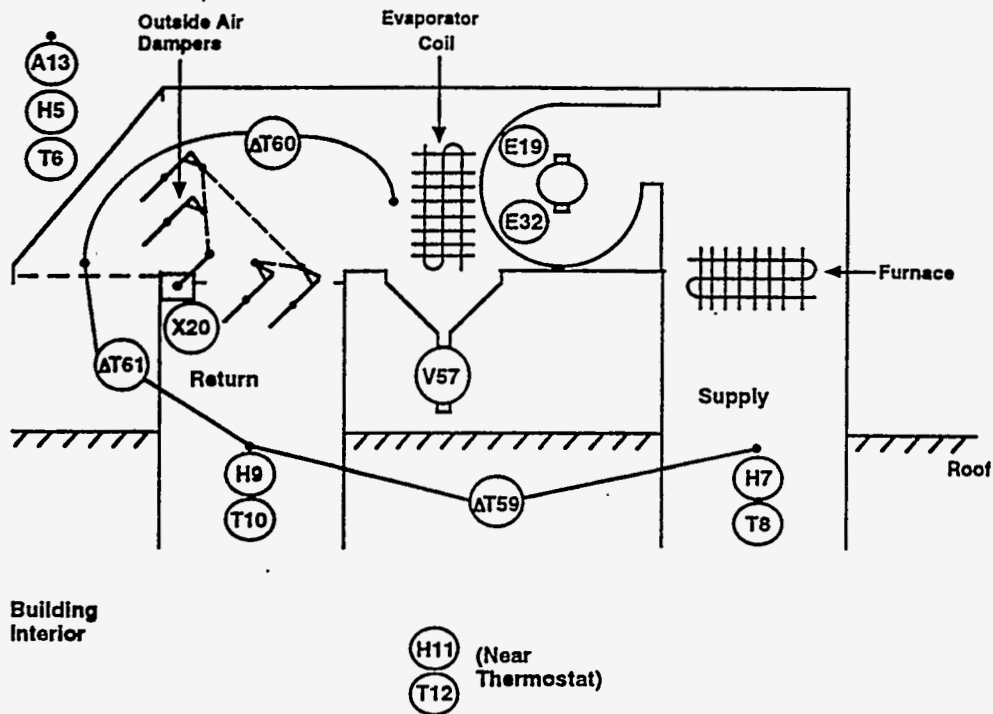 Outside Air
Dampers
Evaporator
Coil
A13
H5
T6
ΔT60
E19
E32
Furnace
X20
ΔT61
Return
V57
Supply
Roof
H9
T10
ΔT59
H7
T8
Building
Interior
H11
T12
(Near
Thermostat)